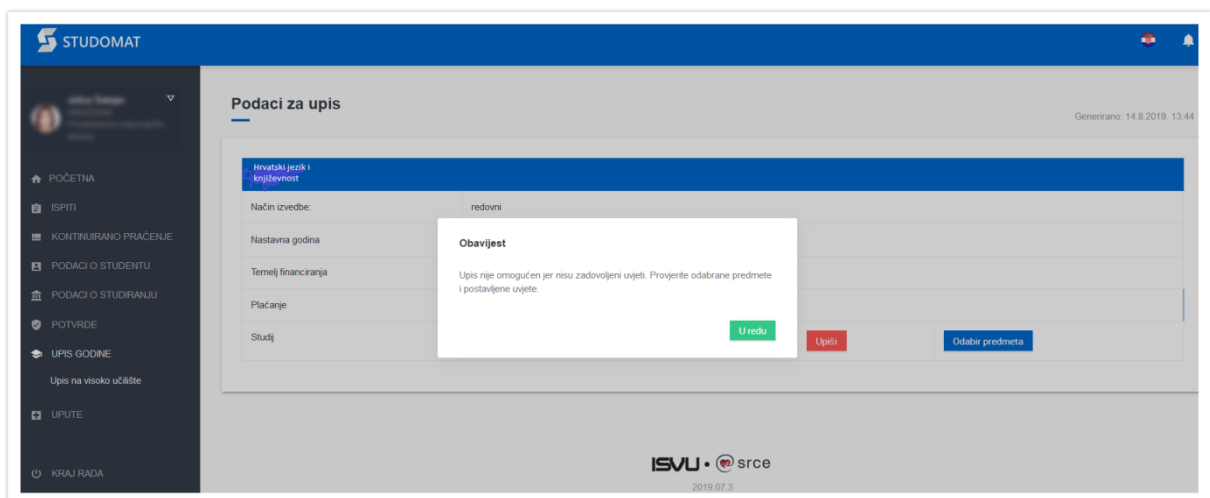 STUDOMAT
Podaci za upis
Generirano: 14.8.2019. 13:44
POČETNA
ISPITI
KONTINUIRANO PRAĆENJE
PODACI O STUDENTU
PODACI O STUDIRANJU
POTVRDE
UPIS GODINE
Upis na visoko učilište
UPUTE
KRAJ RADA
Hrvatski jezik i
književnost
Način izvedbe: redovni
Nastavna godina
Temelj financiranja
Plaćanje
Studij
Upiši Odabir predmeta
Obavijest
Upis nije omogućen jer nisu zadovoljeni uvjeti. Provjerite odabrane predmete
i postavljene uvjete.
U redu
ISVU • srce
2019.07.3